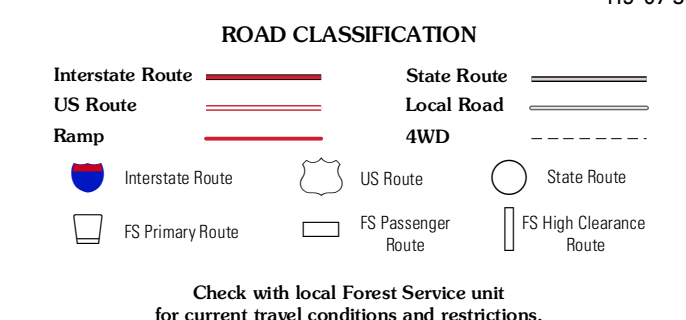 ROAD CLASSIFICATION
Interstate Route
State Route
US Route
Local Road
Ramp
4WD
Interstate Route
US Route
State Route
FS Primary Route
FS Passenger
Route
FS High Clearance
Route
Check with local Forest Service unit
for current travel conditions and restrictions.